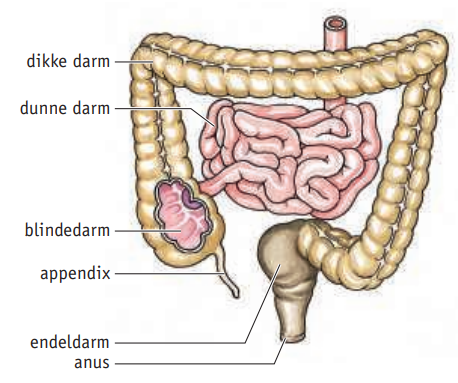 dikke darm
dunne darm
blindedarm
appendix
endeldarm
anus